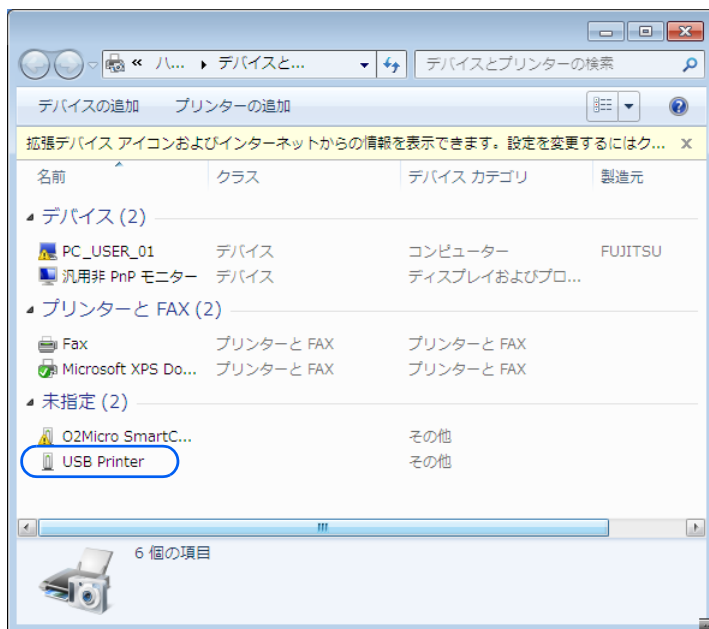 « ハ... デバイスと... デバイスとプリンターの検索
デバイスの追加 プリンターの追加
拡張デバイス アイコンおよびインターネットからの情報を表示できます。設定を変更するにはク... x
名前 クラス デバイス カテゴリ 製造元
デバイス (2)
PC_USER_01 デバイス コンピューター FUJITSU
汎用非 PnP モニター デバイス ディスプレイおよびプロ...
プリンターと FAX (2)
Fax プリンターと FAX プリンターと FAX
Microsoft XPS Do... プリンターと FAX プリンターと FAX
未指定 (2)
O2Micro SmartC... その他
USB Printer その他
6 個の項目